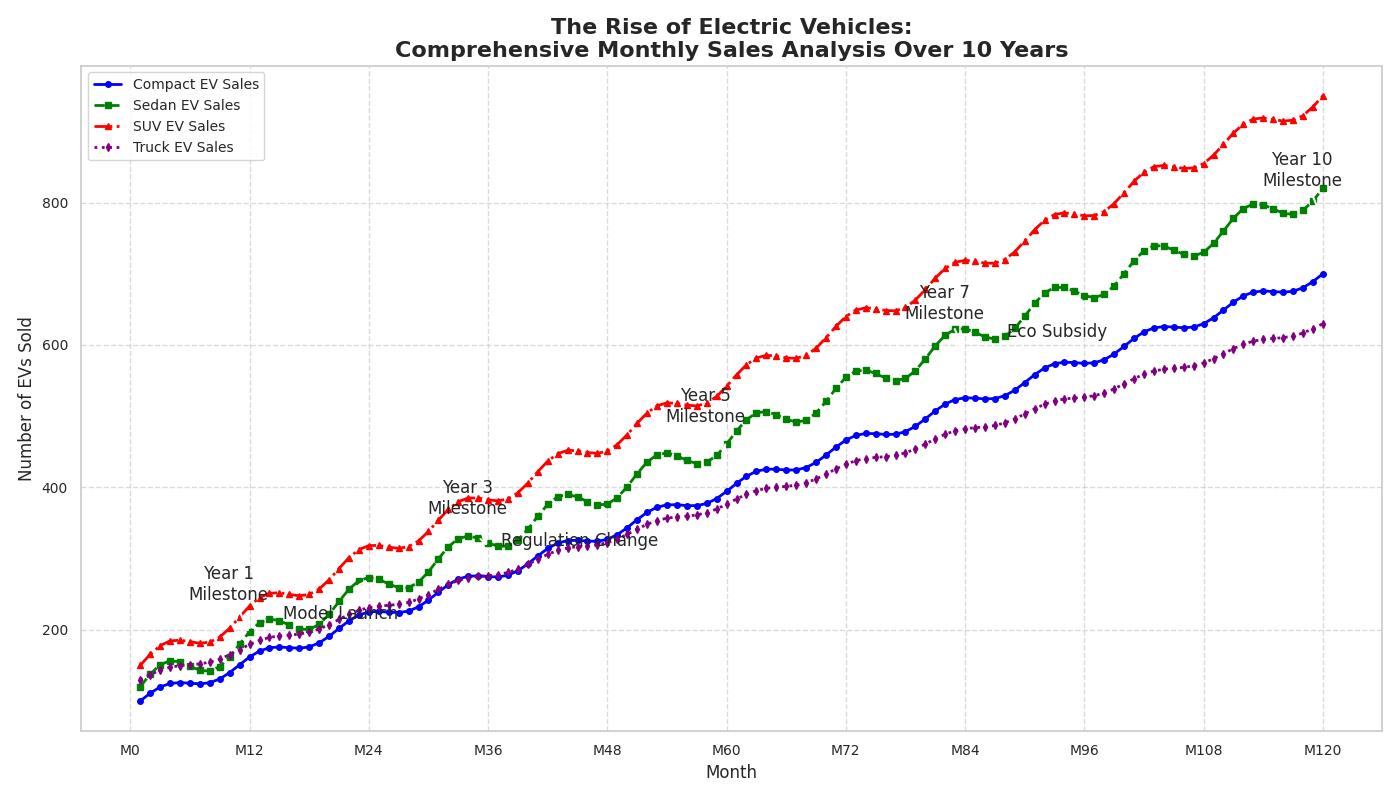 The Rise of Electric Vehicles:
Comprehensive Monthly Sales Analysis Over 10 Years
Compact EV Sales
Sedan EV Sales
SUV EV Sales
Truck EV Sales
Year 10
Milestone
Year 7
Milestone
Eco Subsidy
Year 5
Milestone
Year 3
Milestone
Regulation Change
Year 1
Milestone
Model Launch
Number of EVs Sold
800
600
400
200
M0
M12
M24
M36
M48
M60
M72
M84
M96
M108
M120
Month